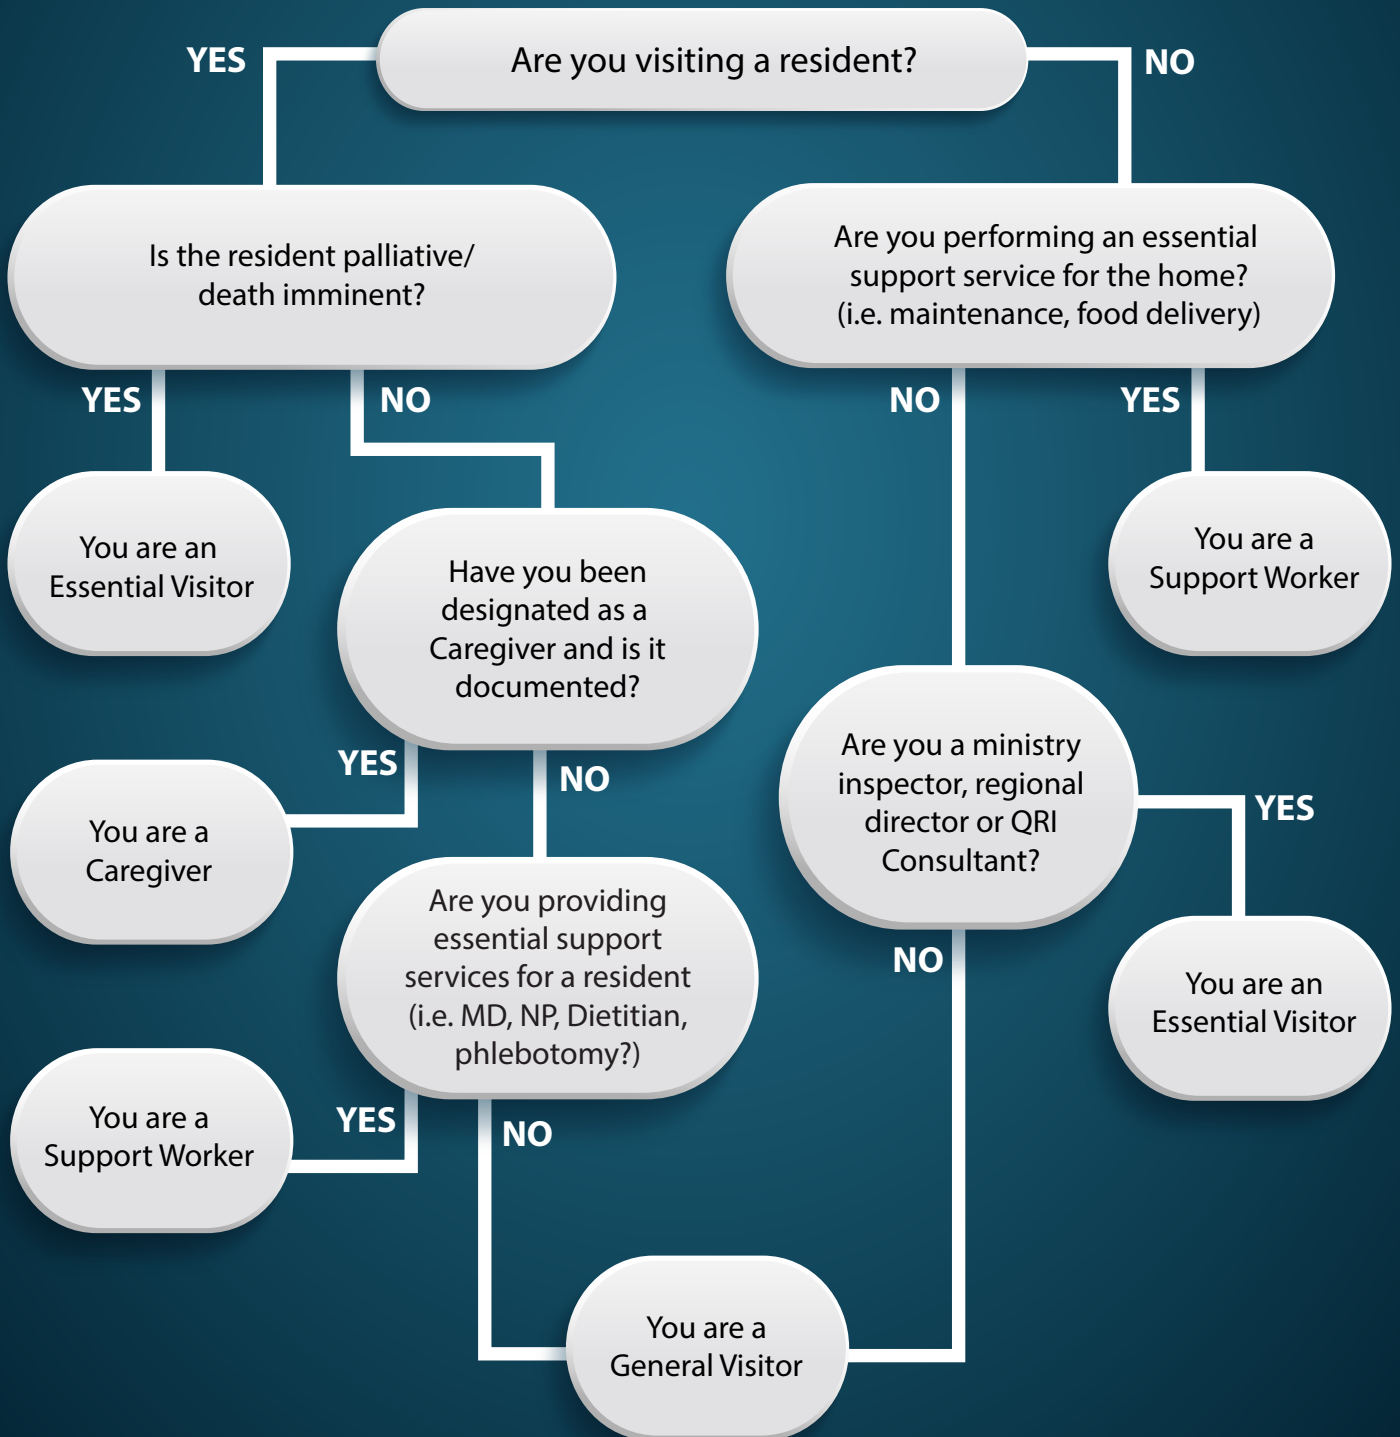 Are you visiting a resident?
YES
NO
Is the resident palliative/
death imminent?
Are you performing an essential
support service for the home?
(i.e. maintenance, food delivery)
YES
NO
NO
YES
You are an
Essential Visitor
Have you been
designated as a
Caregiver and is it
documented?
You are a
Support Worker
YES
NO
Are you a ministry
inspector, regional
director or QRI
Consultant?
YES
You are a
Caregiver
Are you providing
essential support
services for a resident
(i.e. MD, NP, Dietitian,
phlebotomy?)
NO
You are an
Essential Visitor
YES
NO
You are a
Support Worker
You are a
General Visitor